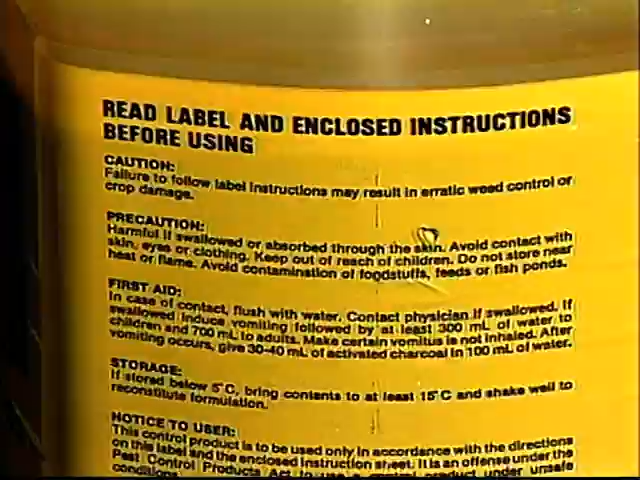 READ LABEL AND ENCLOSED INSTRUCTIONS
BEFORE USING
CAUTION:
Failure to follow label instructions may result in erratic weed control or
crop damage.
PRECAUTION:
Harmful if swallowed or absorbed through the skin. Avoid contact with
skin, eyes or clothing. Keep out of reach of children. Do not store near
heat or flame. Avoid contamination of foodstuffs, feeds or fish ponds.
FIRST AID:
In case of contact, flush with water. Contact physician if swallowed. If
swallowed induce vomiting followed by at least 300 mL of water to
children and 700 mL to adults. Make certain vomitus is not inhaled. After
vomiting occurs, give 30-40 mL of activated charcoal in 100 mL of water.
STORAGE:
If stored below 5°C, bring contents to at least 15°C and shake well to
reconstitute formulation.
NOTICE TO USER:
This control product is to be used only in accordance with the directions
on this label and the enclosed instruction sheet. It is an offense under the
Pest Control Products Act to use a control product under unsafe
conditions.